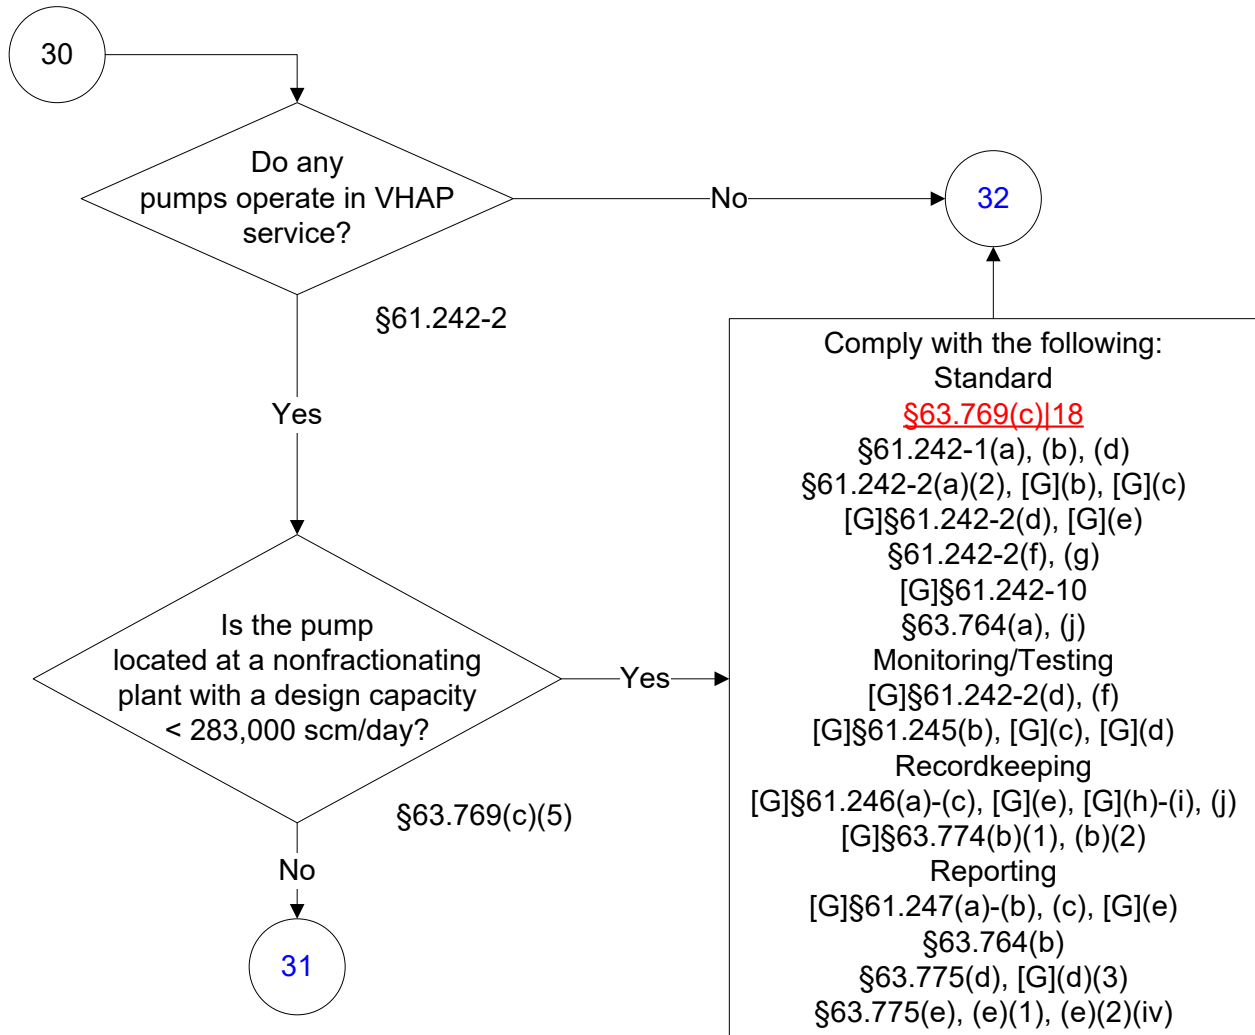 30
Do any
pumps operate in VHAP
service?
No
32
§61.242-2
Yes
Comply with the following:
Standard
§63.769(c)|18
§61.242-1(a), (b), (d)
§61.242-2(a)(2), [G](b), [G](c)
[G]§61.242-2(d), [G](e)
§61.242-2(f), (g)
[G]§61.242-10
§63.764(a), (j)
Monitoring/Testing
[G]§61.242-2(d), (f)
[G]§61.245(b), [G](c), [G](d)
Recordkeeping
[G]§61.246(a)-(c), [G](e), [G](h)-(i), (j)
[G]§63.774(b)(1), (b)(2)
Reporting
[G]§61.247(a)-(b), (c), [G](e)
§63.764(b)
§63.775(d), [G](d)(3)
§63.775(e), (e)(1), (e)(2)(iv)
Is the pump
located at a nonfractionating
plant with a design capacity
< 283,000 scm/day?
Yes
§63.769(c)(5)
No
31